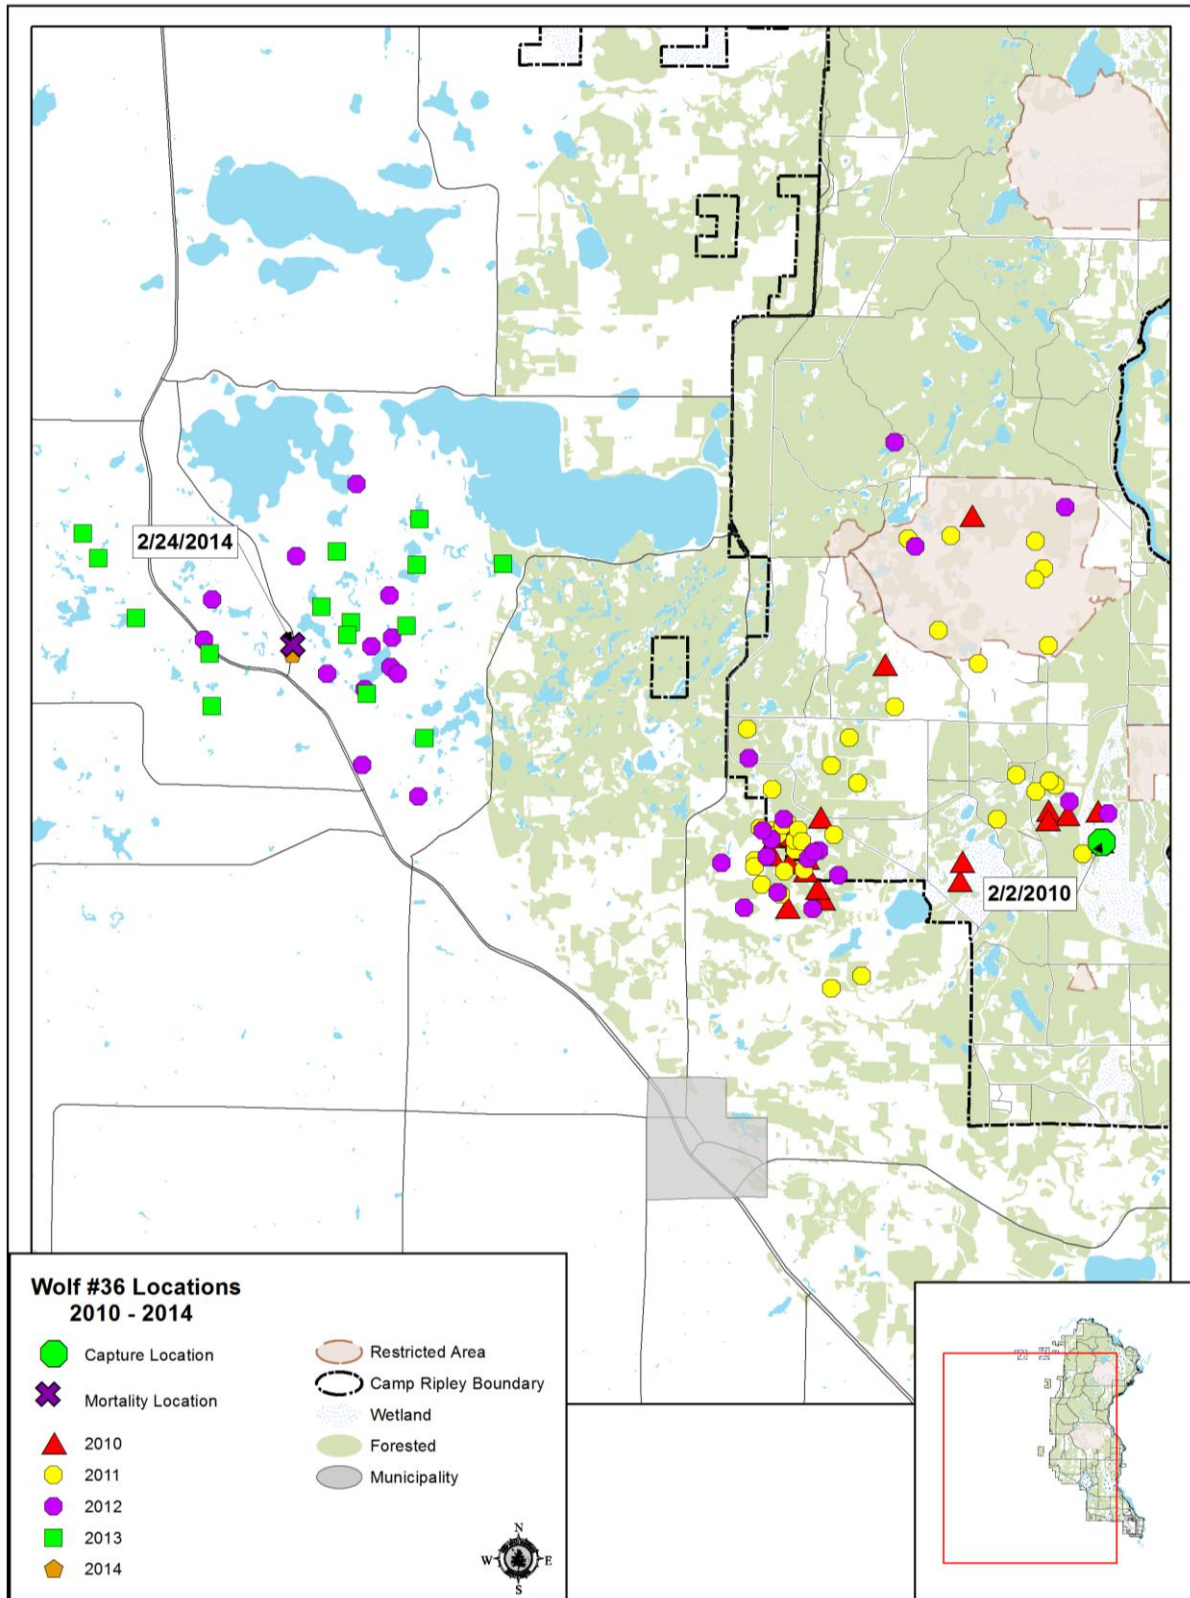 2/24/2014
2/2/2010
Wolf #36 Locations
2010 - 2014
Capture Location
Mortality Location
2010
2011
2012
2013
2014
Restricted Area
Camp Ripley Boundary
Wetland
Forested
Municipality
N
W
E
S